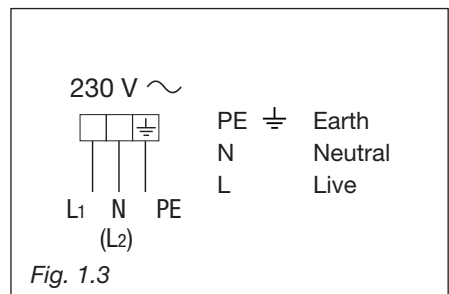 230 V ~
PE ⏚ Earth
N Neutral
L Live
L1 N PE
(L2)
Fig. 1.3